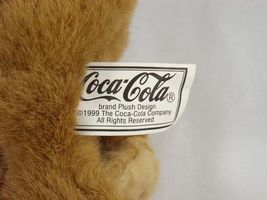 Coca-Cola®
brand Plush Design
©1999 The Coca-Cola Company.
All Rights Reserved